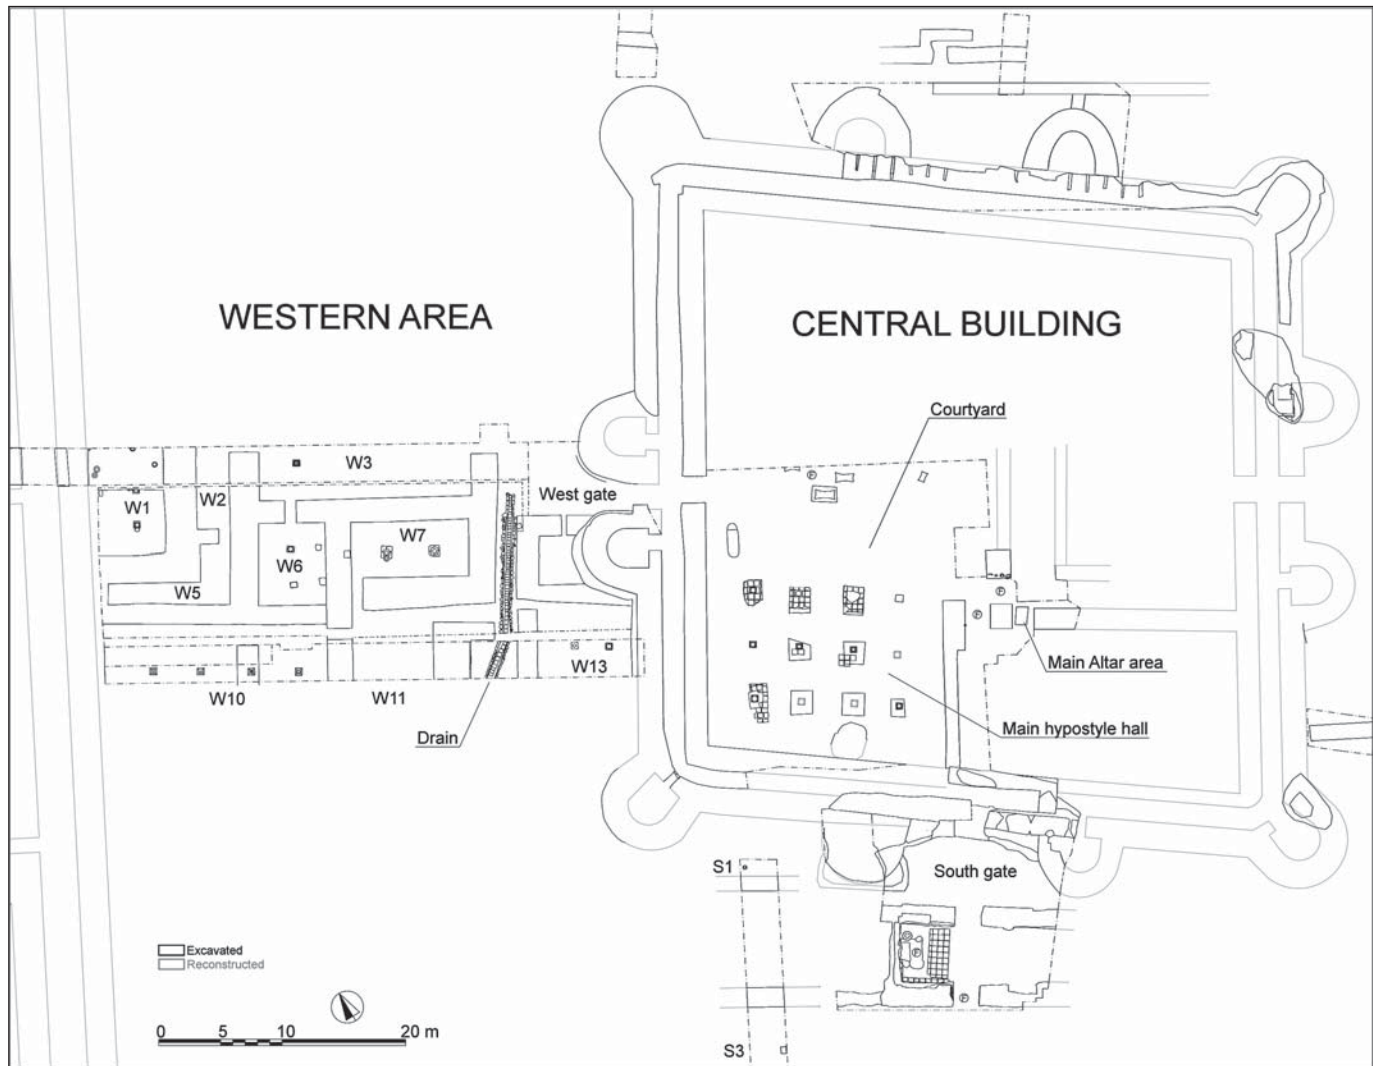 WESTERN AREA
CENTRAL BUILDING
Courtyard
W3
W1
W2
West gate
W7
W6
W5
Main Altar area
W13
W10
W11
Main hypostyle hall
Drain
S1
South gate
Excavated
Reconstructed
0 5 10 20 m
S3
F
F
F
F
F